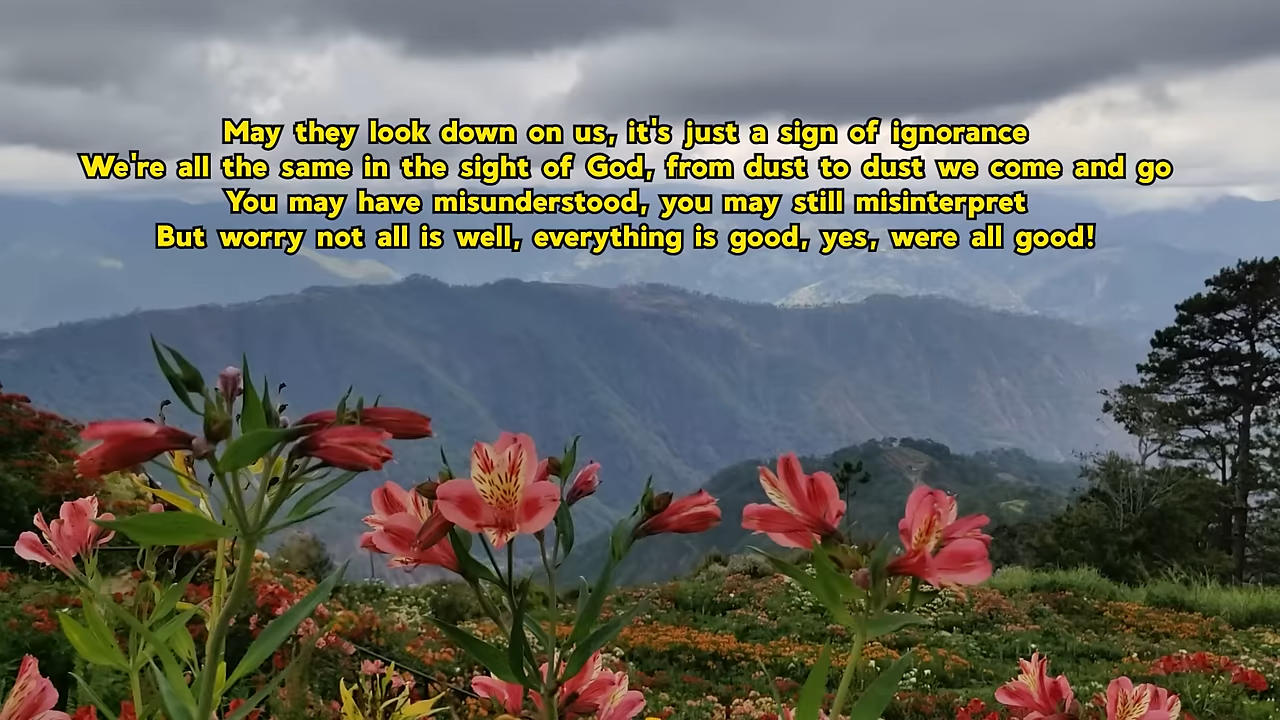 May they look down on us, it's just a sign of ignorance
We're all the same in the sight of God, from dust to dust we come and go
You may have misunderstood, you may still misinterpret
But worry not all is well, everything is good, yes, were all good!